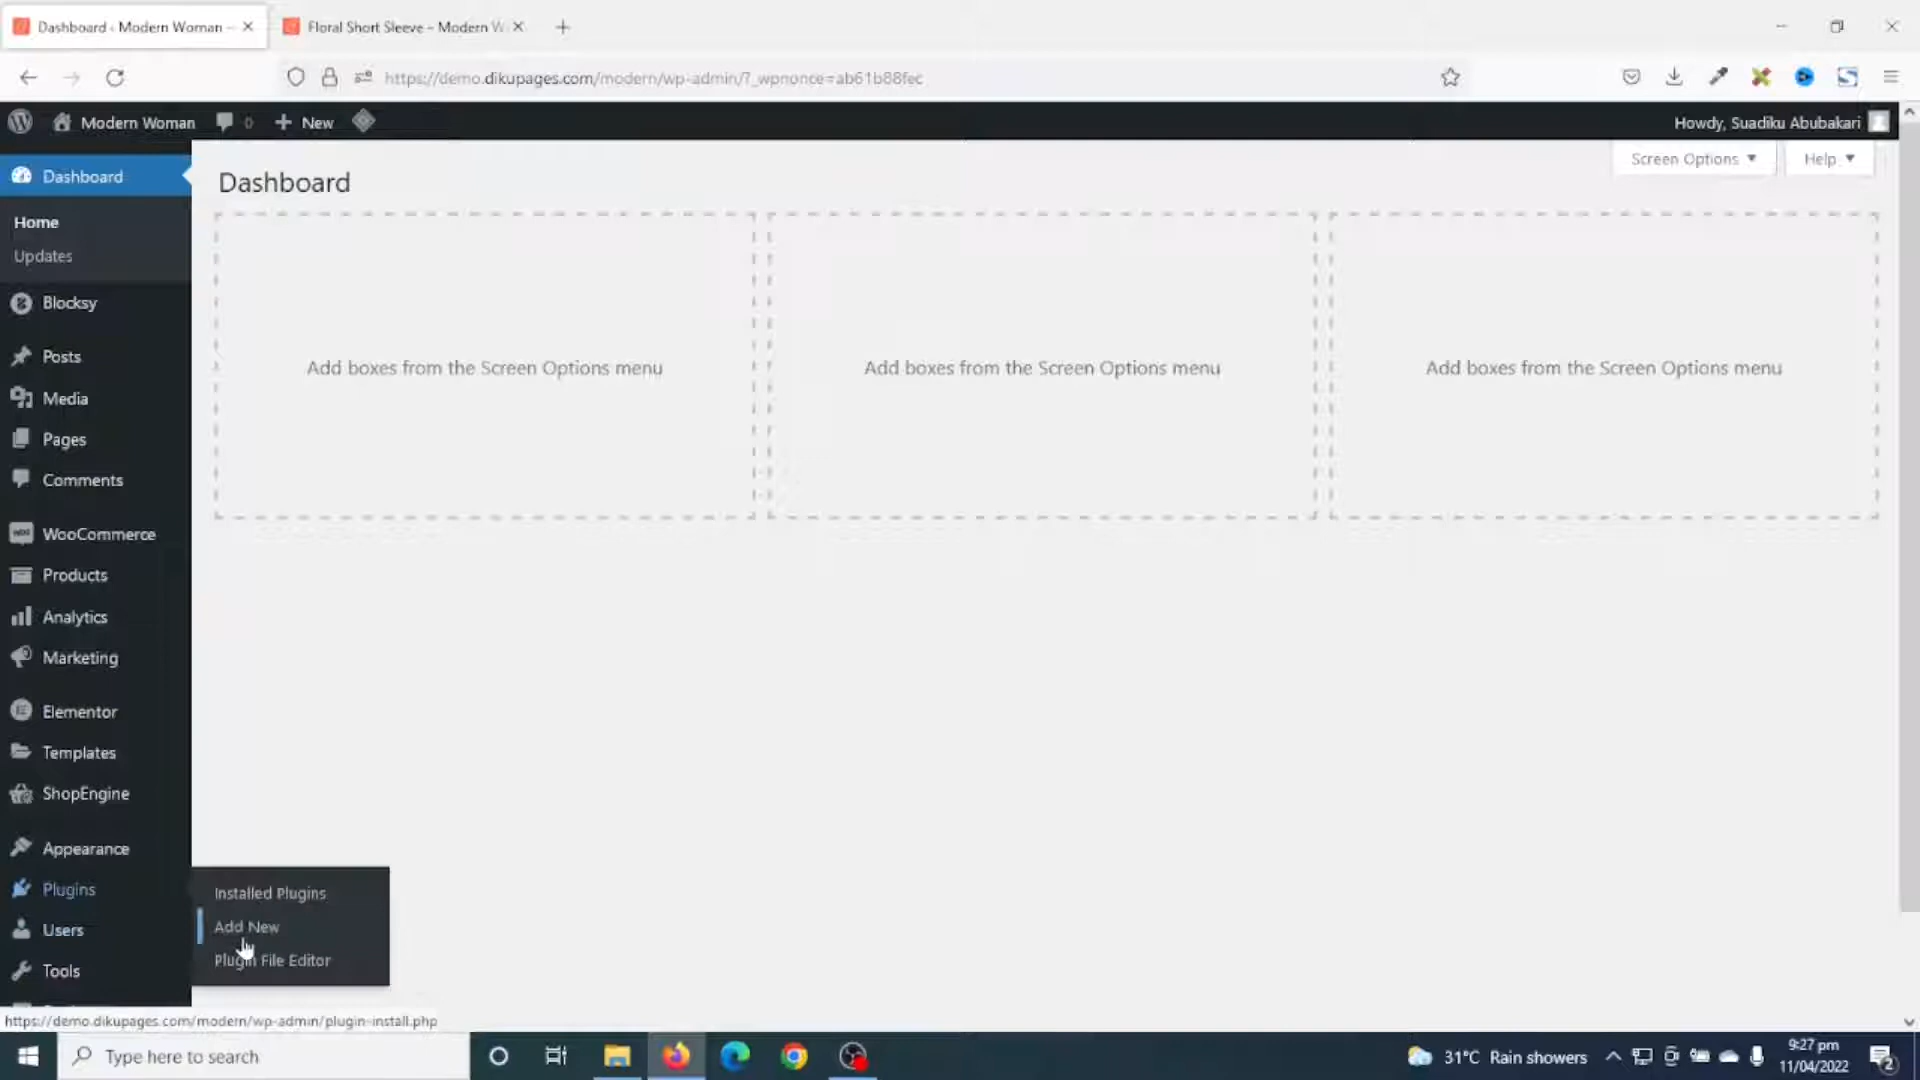 Dashboard ‹ Modern Woman —
Floral Short Sleeve – Modern W
https://demo.dikupages.com/modern/wp-admin/?_wpnonce=ab61b88fec
Modern Woman
0
New
Howdy, Suadiku Abubakari
Screen Options
Help
Dashboard
Dashboard
Home
Updates
Blocksy
Posts
Media
Pages
Comments
WooCommerce
Products
Analytics
Marketing
Elementor
Templates
ShopEngine
Appearance
Plugins
Users
Tools
Add boxes from the Screen Options menu
Add boxes from the Screen Options menu
Add boxes from the Screen Options menu
Installed Plugins
Add New
Plugin File Editor
https://demo.dikupages.com/modern/wp-admin/plugin-install.php
Type here to search
31°C Rain showers
9:27 pm
11/04/2022
2